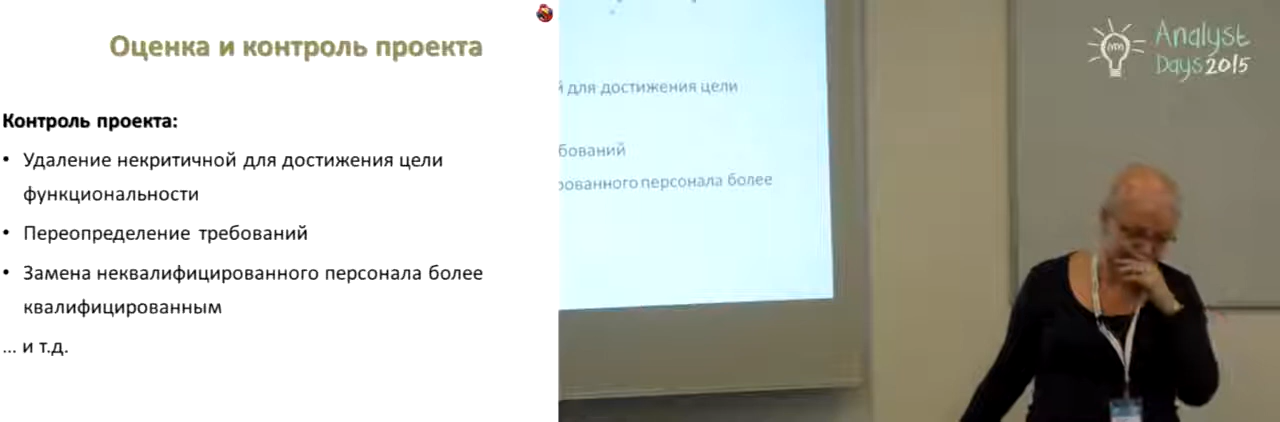 Оценка и контроль проекта
Контроль проекта:
• Удаление некритичной для достижения цели
функциональности
• Переопределение требований
• Замена неквалифицированного персонала более
квалифицированным
... и т.д.
й для достижения цели
бований
рованного персонала более
Analyst
Days 2015